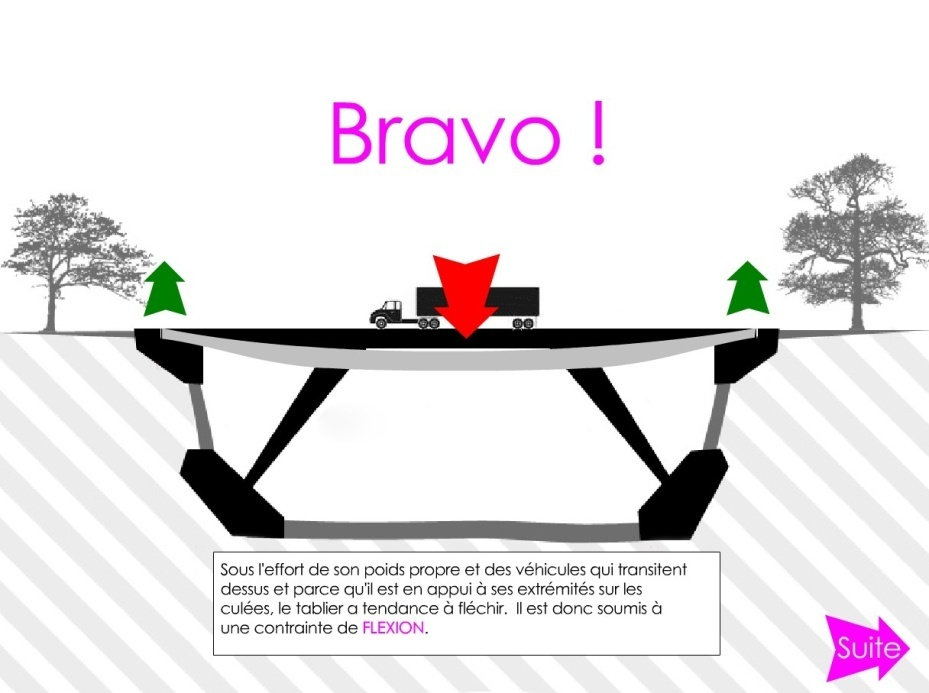 Bravo !
Sous l'effort de son poids propre et des véhicules qui transitent
dessus et parce qu'il est en appui à ses extrémités sur les
culées, le tablier a tendance à fléchir.  Il est donc soumis à
une contrainte de FLEXION.
Suite